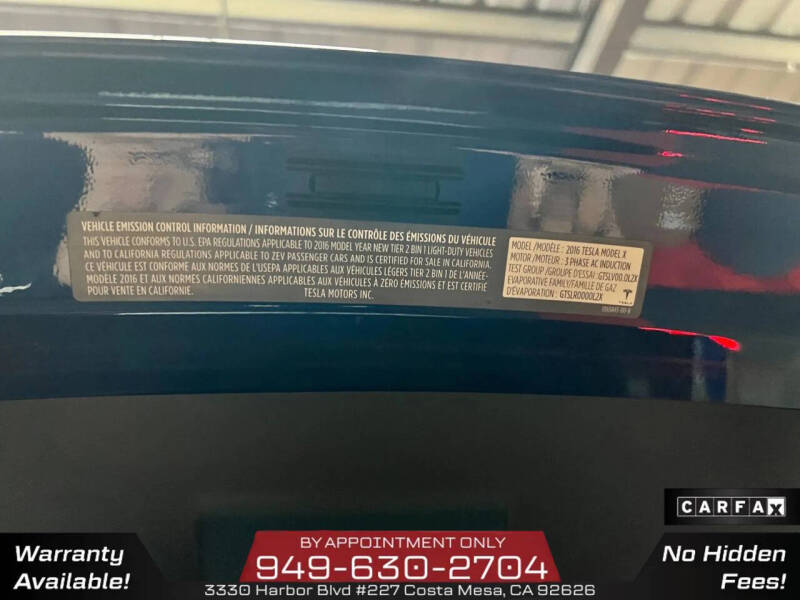 VEHICLE EMISSION CONTROL INFORMATION / INFORMATIONS SUR LE CONTRÔLE DES ÉMISSIONS DU VÉHICULE
THIS VEHICLE CONFORMS TO U.S. EPA REGULATIONS APPLICABLE TO 2016 MODEL YEAR NEW TIER 2 BIN 1 LIGHT-DUTY VEHICLES
AND TO CALIFORNIA REGULATIONS APPLICABLE TO ZEV PASSENGER CARS AND IS CERTIFIED FOR SALE IN CALIFORNIA.
CE VÉHICULE EST CONFORME AUX NORMES DE L'USEPA APPLICABLES AUX VÉHICULES LÉGERS TIER 2 BIN 1 DE L'ANNÉE-
MODÈLE 2016 ET AUX NORMES CALIFORNIENNES APPLICABLES AUX VÉHICULES À ZÉRO ÉMISSIONS ET EST CERTIFIÉ
POUR VENTE EN CALIFORNIE.
TESLA MOTORS INC.
MODEL/MODÈLE : 2016 TESLA MODEL X
MOTOR/MOTEUR : 3 PHASE AC INDUCTION
TEST GROUP /GROUPE D'ESSAI: GTSLV00.0L2X
EVAPORATIVE FAMILY/FAMILLE DE GAZ
D'ÉVAPORATION : GTSLR0000L2X
TESLA
CARFAX
Warranty
Available!
BY APPOINTMENT ONLY
949-630-2704
3330 Harbor Blvd #227 Costa Mesa, CA 92626
No Hidden
Fees!